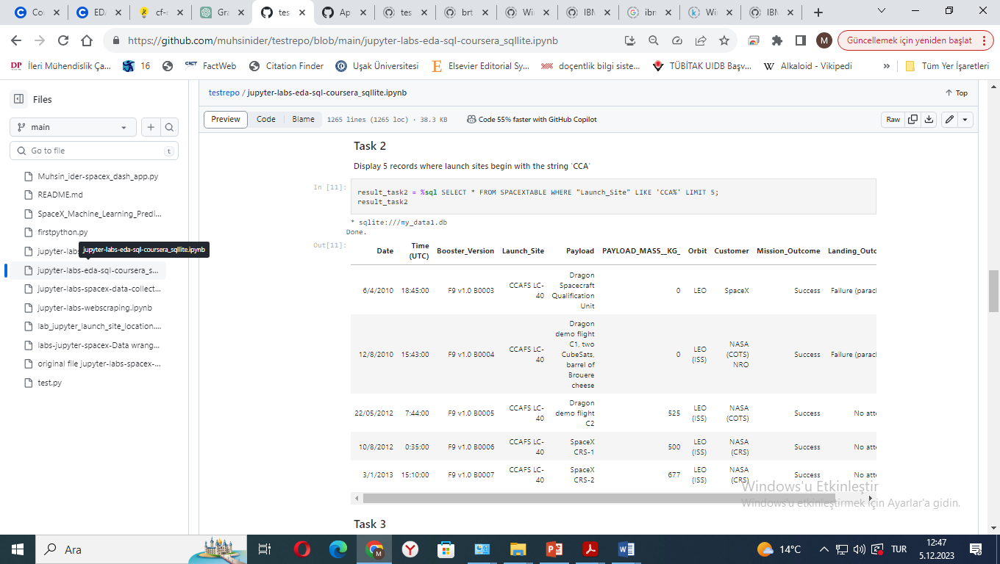 Co
ED
cf-
Gra
tes
Ap
tes
brt
Wi
IBM
ibn
Wi
IBM
https://github.com/muhsinider/testrepo/blob/main/jupyter-labs-eda-sql-coursera_sqllite.ipynb
M
Güncellemek için yeniden başlat
DP İleri Mühendislik Ça...
16
CACT FactWeb
Citation Finder
Uşak Üniversitesi
E Elsevier Editorial Sy...
doçentlik bilgi siste...
TÜBİTAK UIDB Başv...
W Alkaloid - Vikipedi
»
Tüm Yer İşaretleri
Files
testrepo / jupyter-labs-eda-sql-coursera_sqllite.ipynb
Top
main
Preview Code Blame 1265 lines (1265 loc) · 38.3 KB Code 55% faster with GitHub Copilot Raw
Go to file t
Muhsin_ider-spacex_dash_app.py
README.md
SpaceX_Machine_Learning_Predi...
firstpython.py
jupyter-labs
jupyter-labs-eda-sql-coursera_sqllite.ipynb
jupyter-labs-eda-sql-coursera_s...
jupyter-labs-spacex-data-collect...
jupyter-labs-webscraping.ipynb
lab_jupyter_launch_site_location....
labs-jupyter-spacex-Data wrang...
original file jupyter-labs-spacex-...
test.py
Task 2
Display 5 records where launch sites begin with the string 'CCA'
In [11]:
result_task2 = %sql SELECT * FROM SPACEXTABLE WHERE "Launch_Site" LIKE 'CCA%' LIMIT 5;
result_task2
* sqlite:///my_data1.db
Done.
Out[11]:
Date Time (UTC) Booster_Version Launch_Site Payload PAYLOAD_MASS__KG_ Orbit Customer Mission_Outcome Landing_Outc
6/4/2010 18:45:00 F9 v1.0 B0003 CCAFS LC-40 Dragon Spacecraft Qualification Unit 0 LEO SpaceX Success Failure (parac
12/8/2010 15:43:00 F9 v1.0 B0004 CCAFS LC-40 Dragon demo flight C1, two CubeSats, barrel of Brouere cheese 0 LEO (ISS) NASA (COTS) NRO Success Failure (parac
22/05/2012 7:44:00 F9 v1.0 B0005 CCAFS LC-40 Dragon demo flight C2 525 LEO (ISS) NASA (COTS) Success No atte
10/8/2012 0:35:00 F9 v1.0 B0006 CCAFS LC-40 SpaceX CRS-1 500 LEO (ISS) NASA (CRS) Success No atte
3/1/2013 15:10:00 F9 v1.0 B0007 CCAFS LC-40 SpaceX CRS-2 677 LEO (ISS) NASA (CRS) Success No atte
Task 3
Windows'u Etkinleştir
Windows'u etkinleştirmek için Ayarlar'a gidin.
Ara
14°C
TUR
12:47
5.12.2023